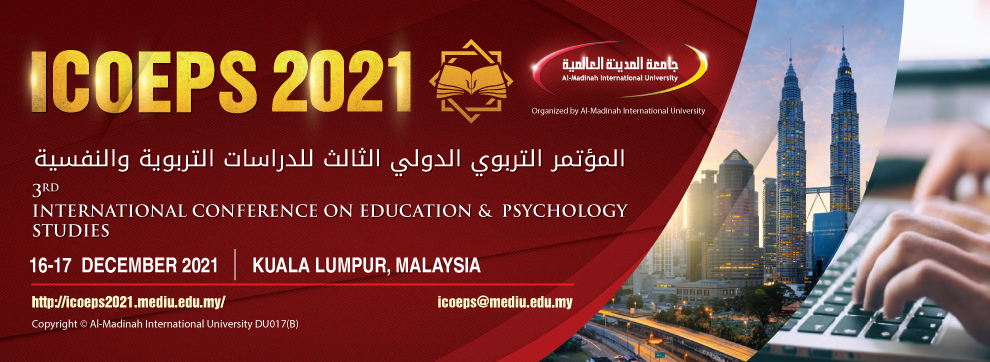 ICOEPS 2021
جامعة المدينة العالمية
Al-Madinah International University
Organized by Al-Madinah International University
المؤتمر التربوي الدولي الثالث للدراسات التربوية والنفسية
3RD
INTERNATIONAL CONFERENCE ON EDUCATION & PSYCHOLOGY
STUDIES
16-17 DECEMBER 2021 | KUALA LUMPUR, MALAYSIA
http://icoeps2021.mediu.edu.my/ icoeps@mediu.edu.my
Copyright © Al-Madinah International University DU017(B)